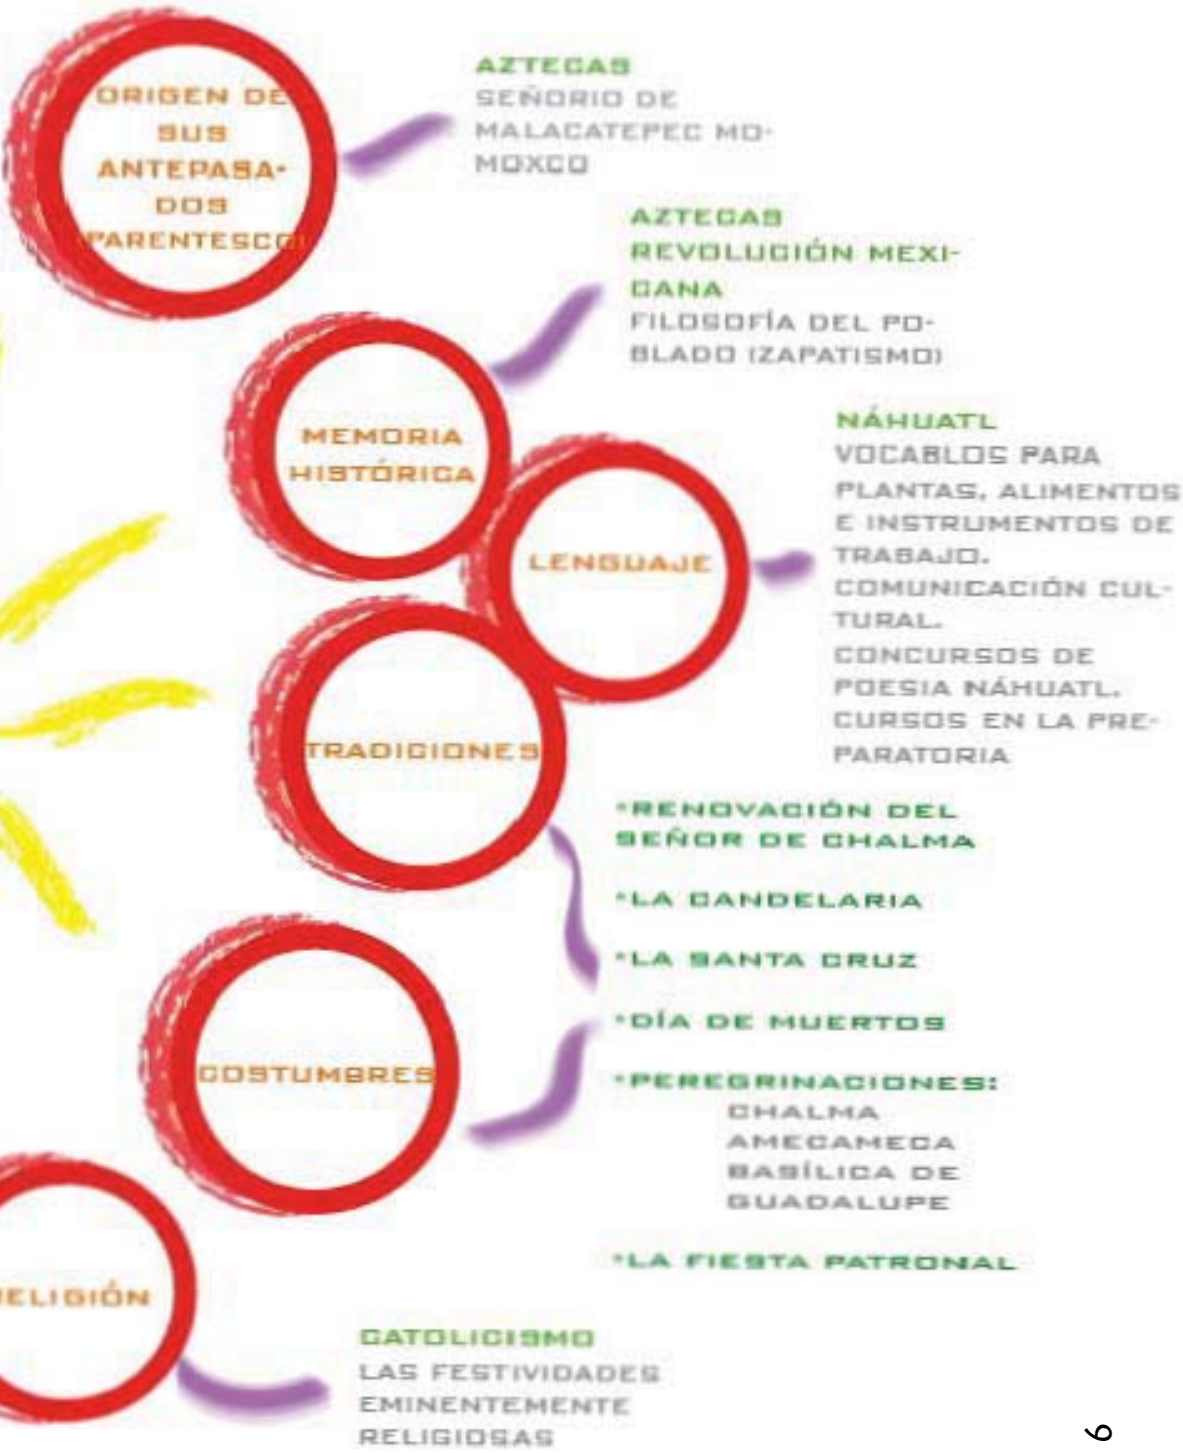 ORIGEN DE
SUS
ANTEPASA-
DOS
PARENTESCO
AZTECAS
SEÑORIO DE
MALACATEPEC MO-
MOXCO
MEMORIA
HISTÓRICA
AZTECAS
REVOLUCIÓN MEXI-
CANA
FILOSOFÍA DEL PO-
BLADO (ZAPATISMO)
LENGUAJE
NÁHUATL
VOCABLOS PARA
PLANTAS, ALIMENTOS
E INSTRUMENTOS DE
TRABAJO.
COMUNICACIÓN CUL-
TURAL.
CONCURSOS DE
POESIA NÁHUATL.
CURSOS EN LA PRE-
PARATORIA
TRADICIONES
COSTUMBRES
*RENOVACIÓN DEL
SEÑOR DE CHALMA
*LA CANDELARIA
*LA SANTA CRUZ
*DÍA DE MUERTOS
*PEREGRINACIONES:
CHALMA
AMECAMECA
BASÍLICA DE
GUADALUPE
*LA FIESTA PATRONAL
ELIGIÓN
CATOLICISMO
LAS FESTIVIDADES
EMINENTEMENTE
RELIGIOSAS
6